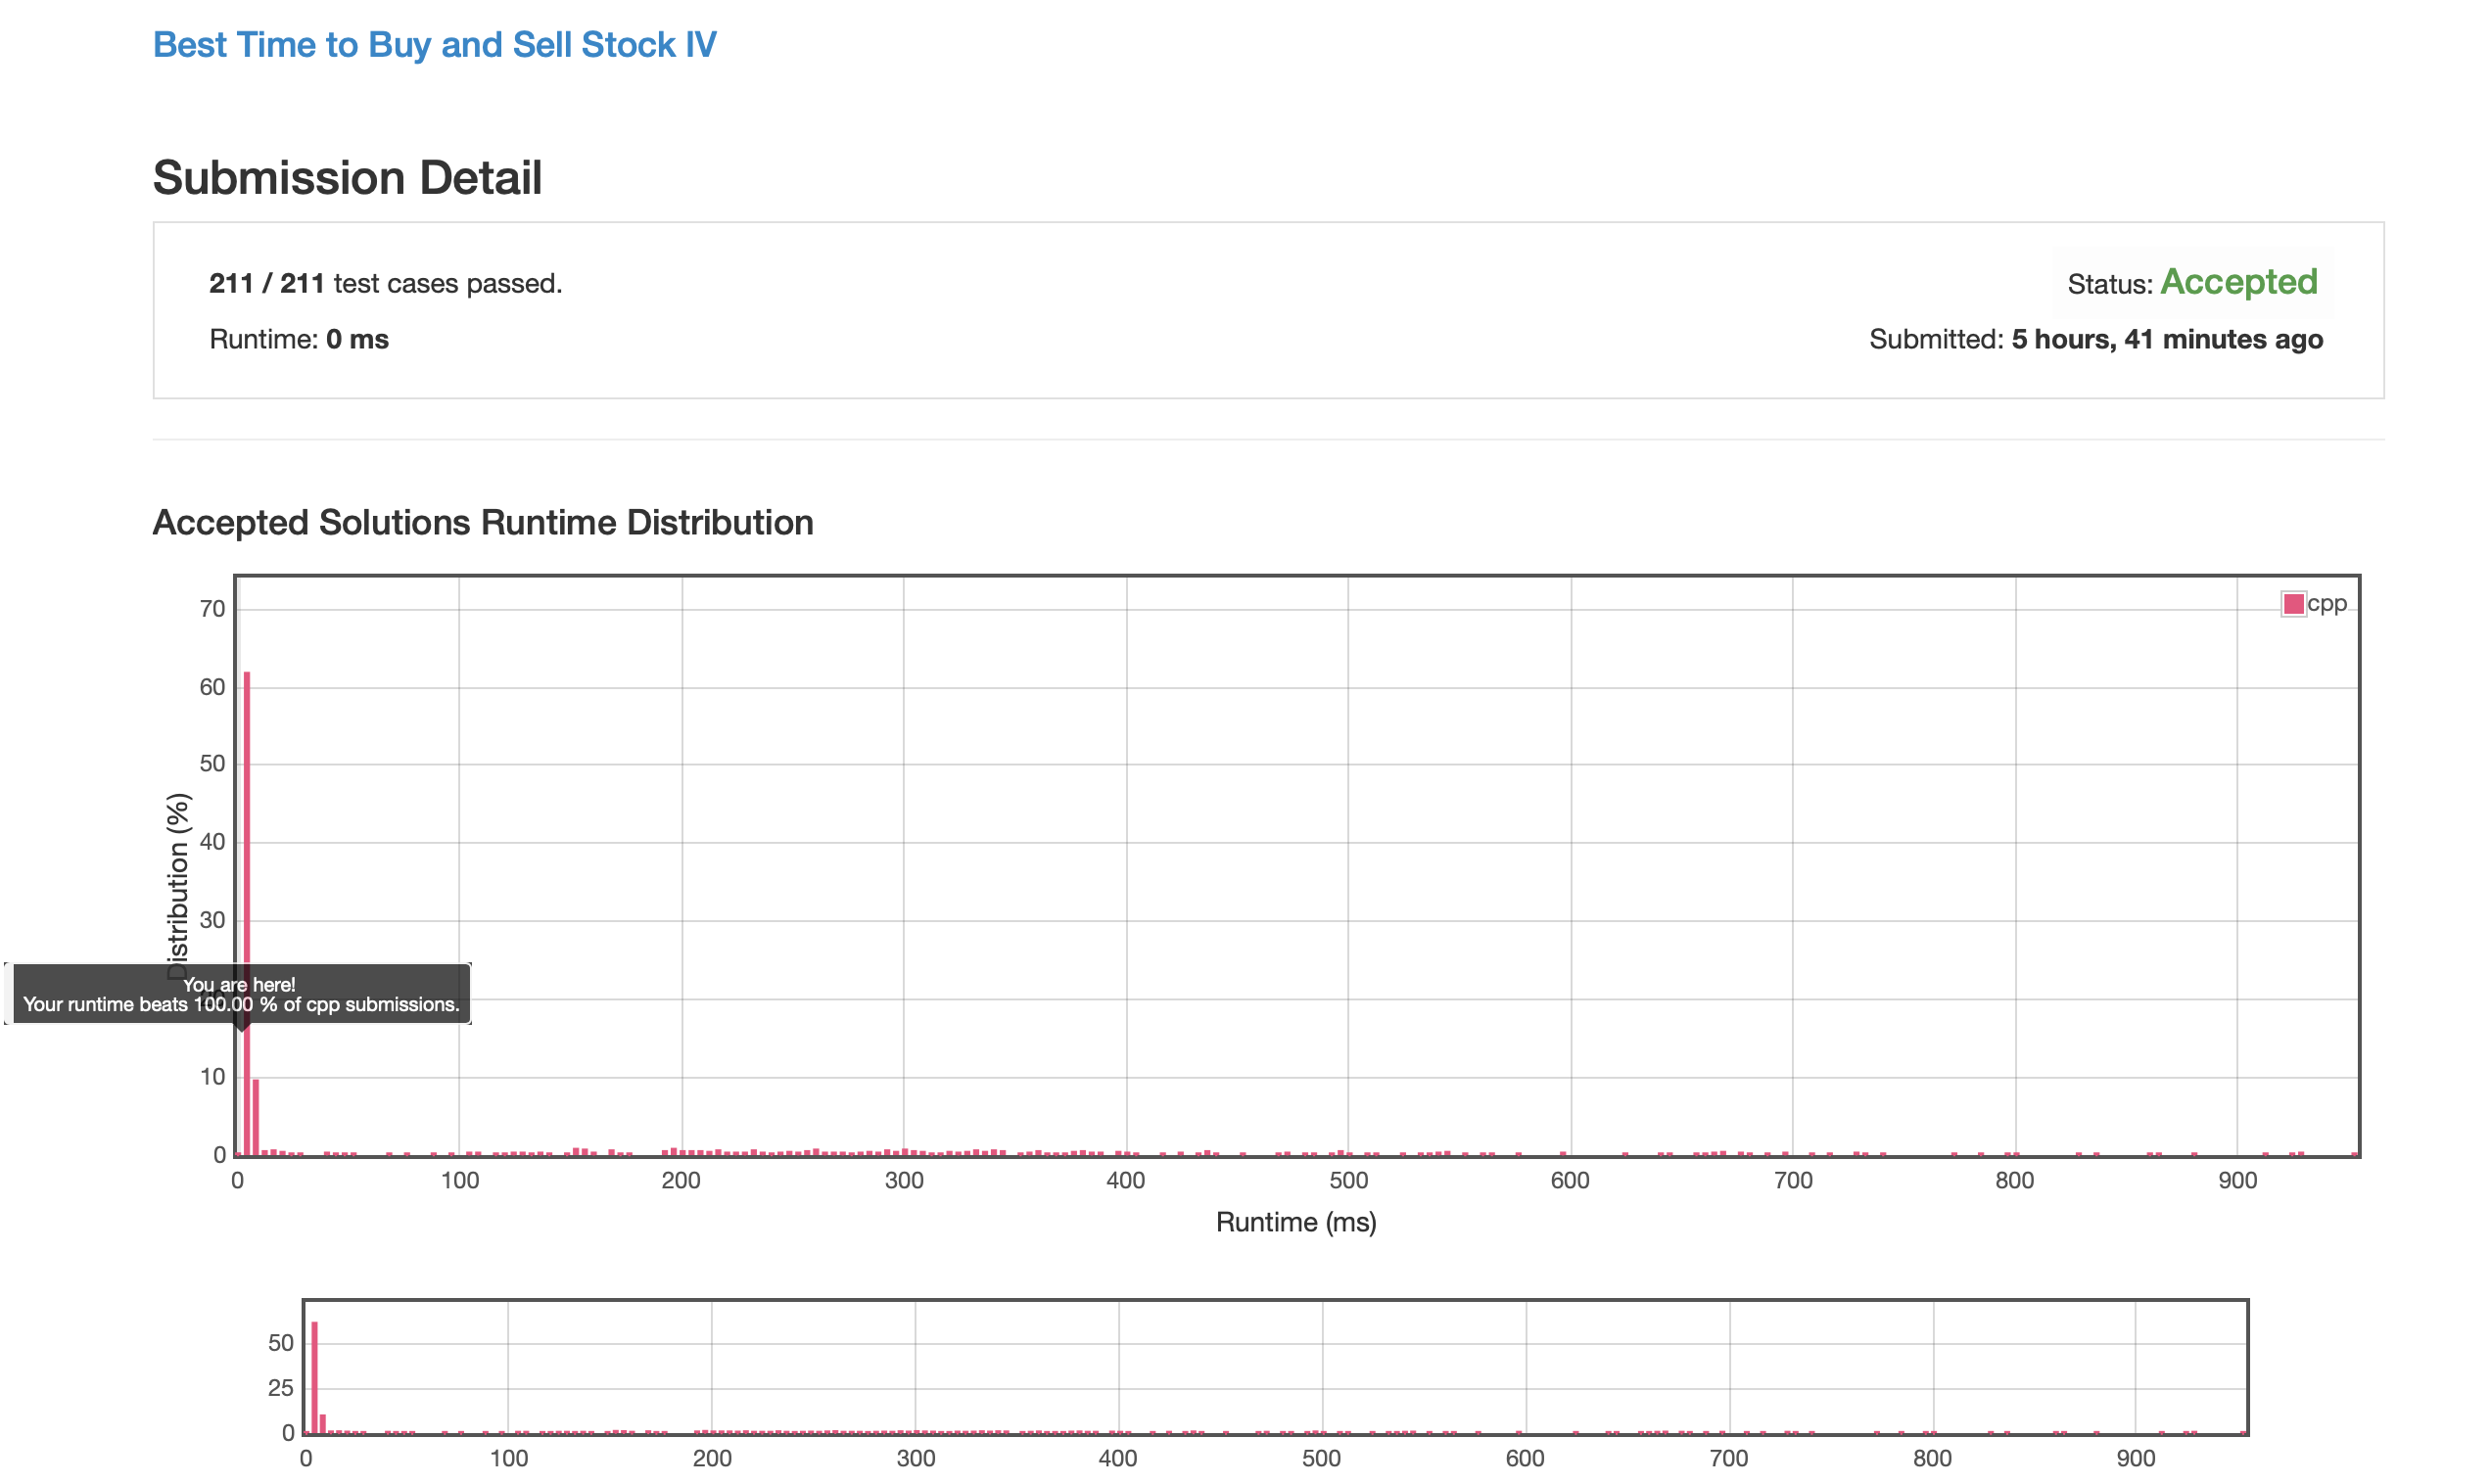 Best Time to Buy and Sell Stock IV
Submission Detail
211 / 211 test cases passed.
Status: Accepted
Runtime: 0 ms
Submitted: 5 hours, 41 minutes ago
Accepted Solutions Runtime Distribution
cpp
70
60
50
40
30
10
0
Distribution (%)
You are here!
Your runtime beats 100.00 % of cpp submissions.
0 100 200 300 400 500 600 700 800 900
Runtime (ms)
50
25
0
0 100 200 300 400 500 600 700 800 900